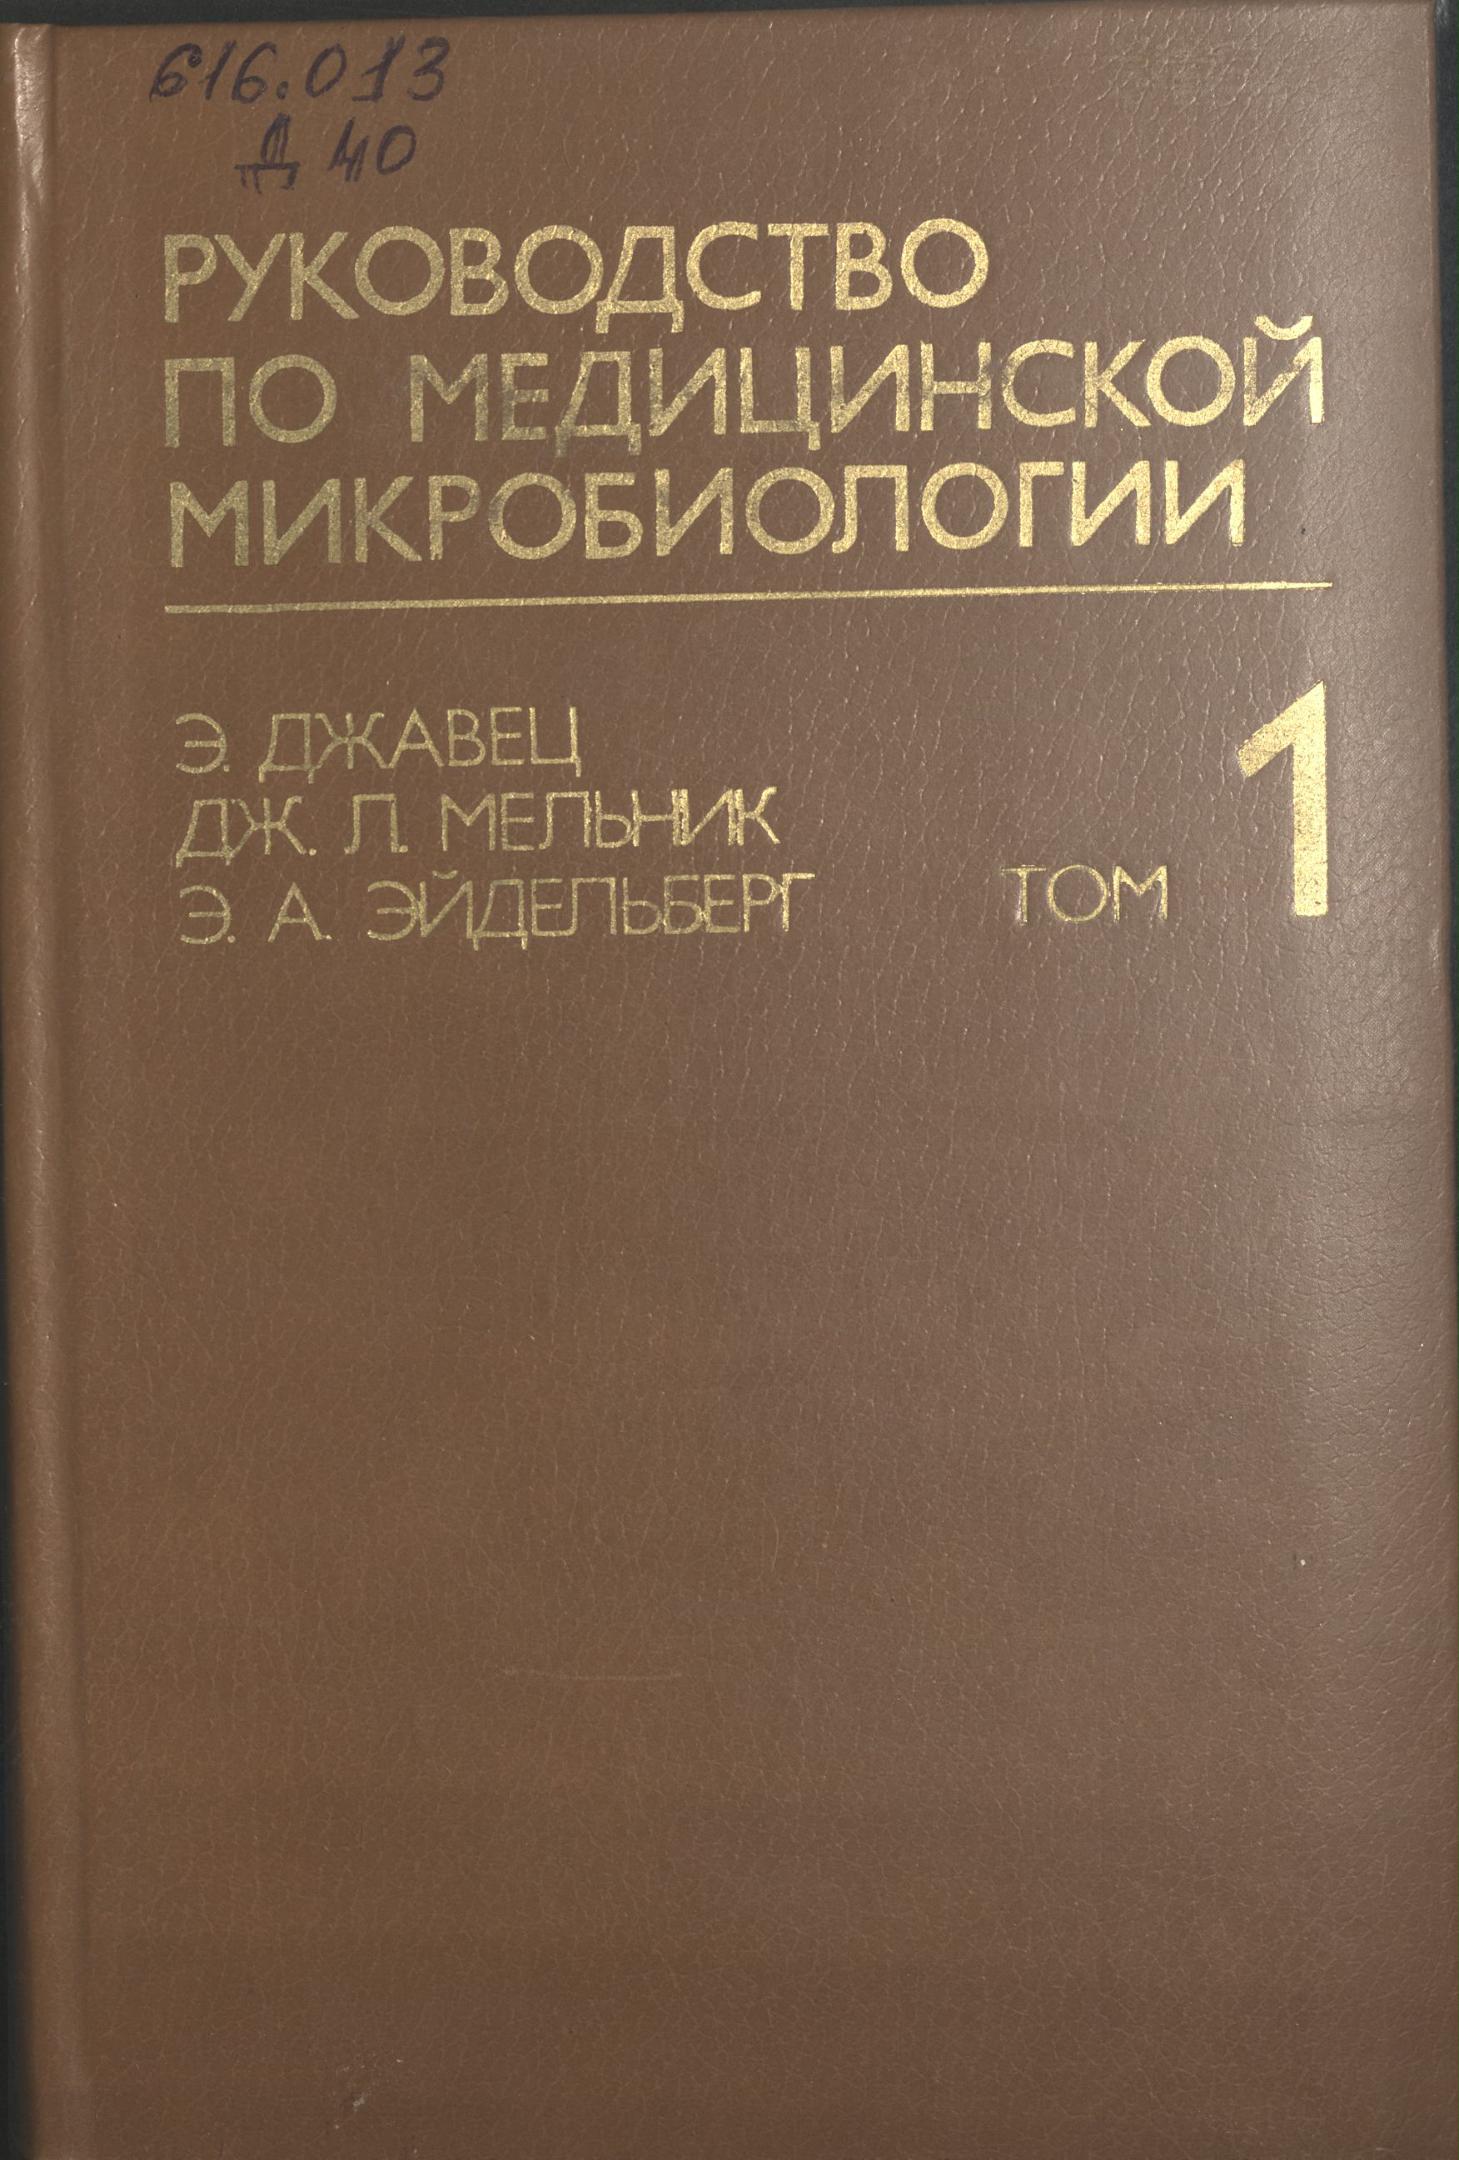 616.013
Д 40
РУКОВОДСТВО
ПО МЕДИЦИНСКОЙ
МИКРОБИОЛОГИИ
Э. ДЖАВЕЦ
ДЖ. Л. МЕЛЬНИК
Э. А. ЭЙДЕЛЬБЕРГ
ТОМ 1